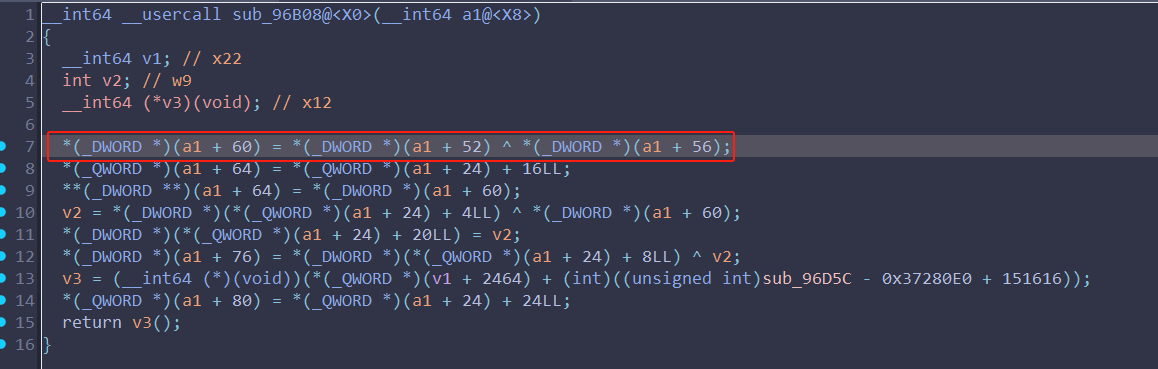 1 __int64 __usercall sub_96B08@<X0>(__int64 a1@<X8>)
2 {
3 __int64 v1; // x22
4 int v2; // w9
5 __int64 (*v3)(void); // x12
6
7 *(_DWORD *)(a1 + 60) = *(_DWORD *)(a1 + 52) ^ *(_DWORD *)(a1 + 56);
8 *(_QWORD *)(a1 + 64) = *(_QWORD *)(a1 + 24) + 16LL;
9 **(_DWORD **)(a1 + 64) = *(_DWORD *)(a1 + 60);
10 v2 = *(_DWORD *)(*(_QWORD *)(a1 + 24) + 4LL) ^ *(_DWORD *)(a1 + 60);
11 *(_DWORD *)(*(_QWORD *)(a1 + 24) + 20LL) = v2;
12 *(_DWORD *)(a1 + 76) = *(_DWORD *)(*(_QWORD *)(a1 + 24) + 8LL) ^ v2;
13 v3 = (__int64 (*)(void))(*(_QWORD *)(v1 + 2464) + (int)((unsigned int)sub_96D5C - 0x37280E0 + 151616));
14 *(_QWORD *)(a1 + 80) = *(_QWORD *)(a1 + 24) + 24LL;
15 return v3();
16 }